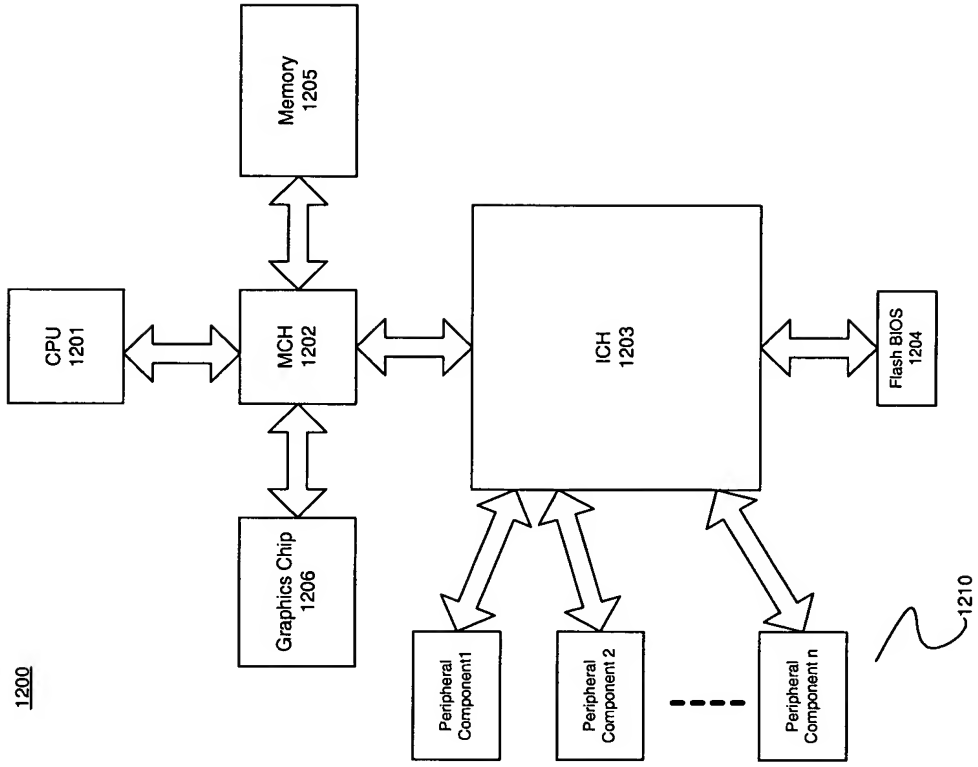 1200
CPU
1201
Graphics Chip
1206
MCH
1202
Memory
1205
ICH
1203
Peripheral
Component1
Peripheral
Component 2
Peripheral
Component n
Flash BIOS
1204
1210